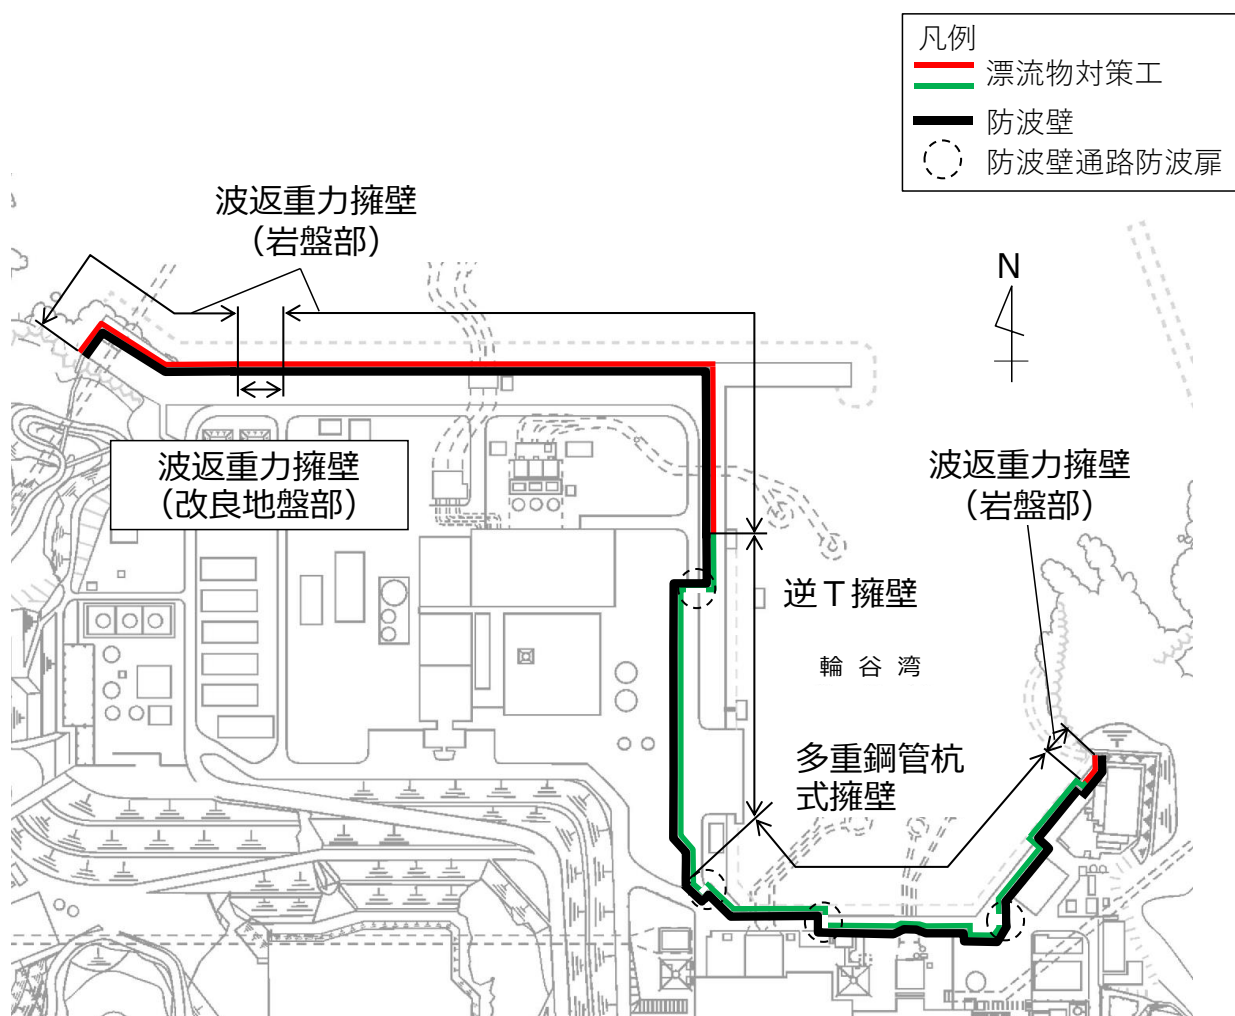 凡例
漂流物対策工
防波壁
防波壁通路防波扉
波返重力擁壁
（岩盤部）
N
波返重力擁壁
（改良地盤部）
波返重力擁壁
（岩盤部）
逆Ｔ擁壁
輪谷湾
多重鋼管杭
式擁壁